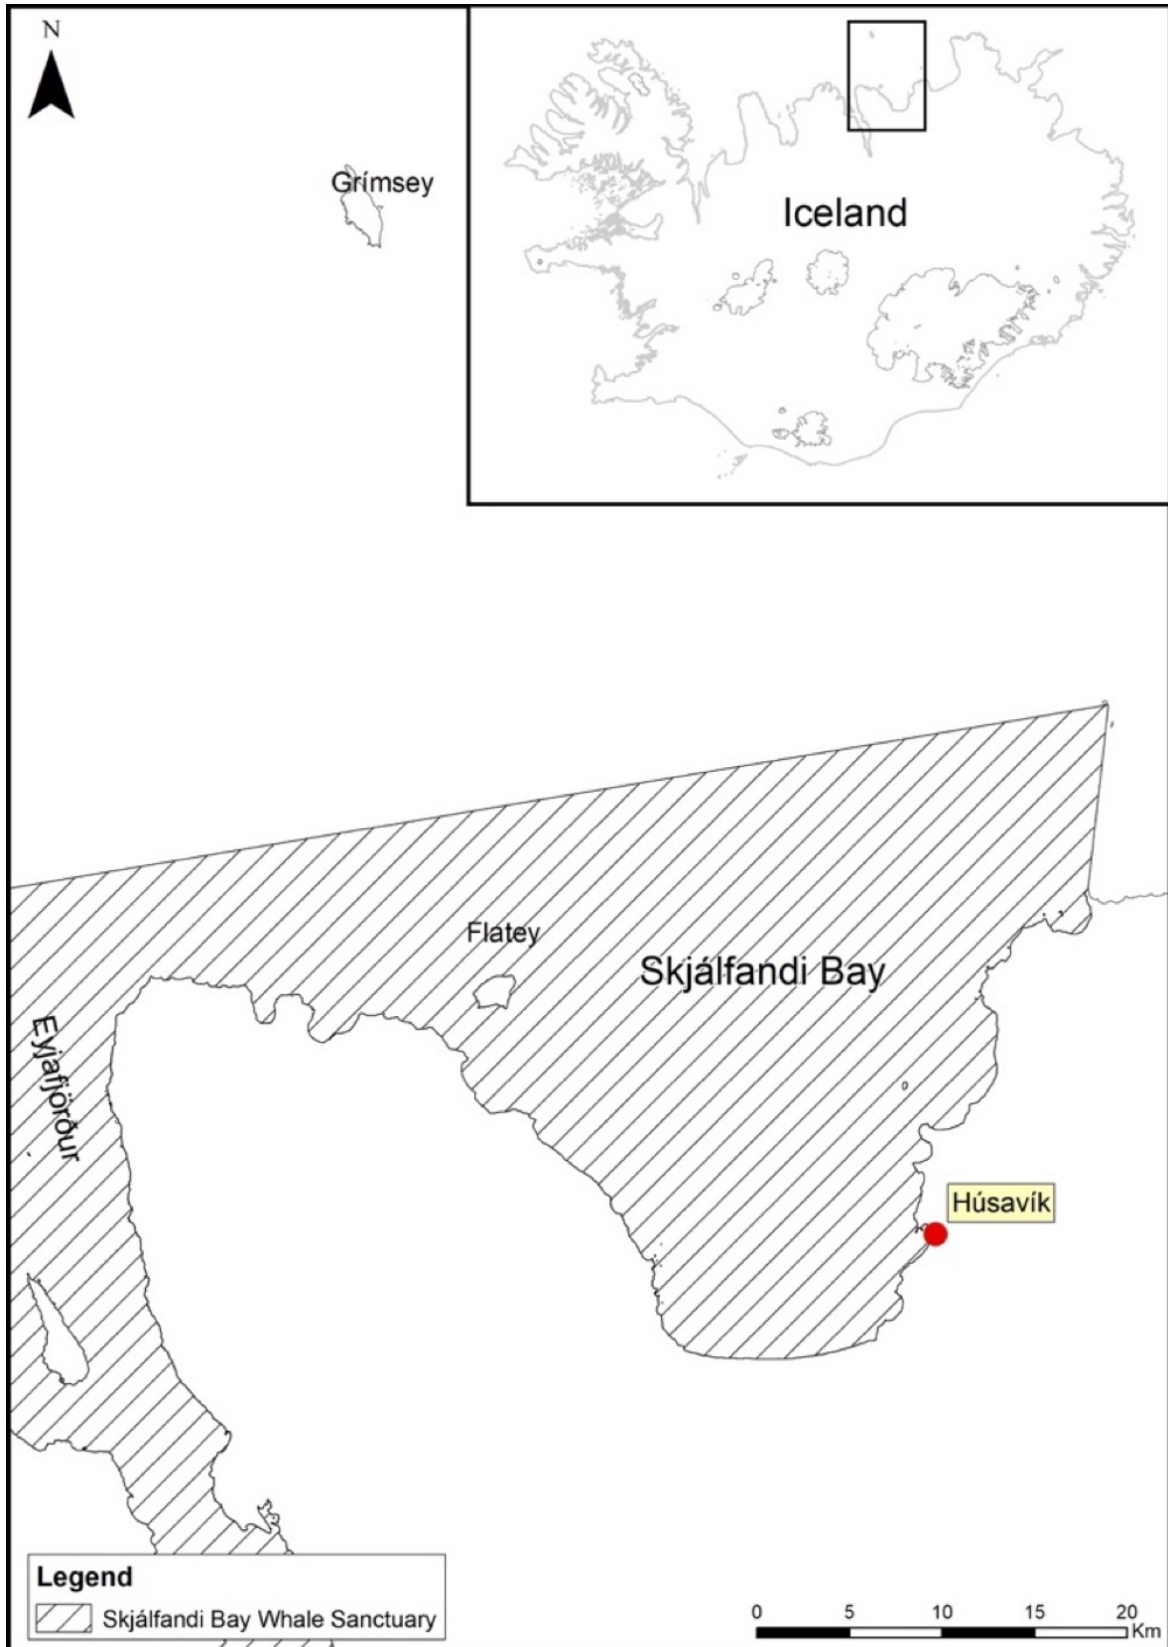 N
Grímsey
Iceland
Flatey
Skjálfandi Bay
Eyjafjörður
Húsavík
Legend
Skjálfandi Bay Whale Sanctuary
0 5 10 15 20
Km